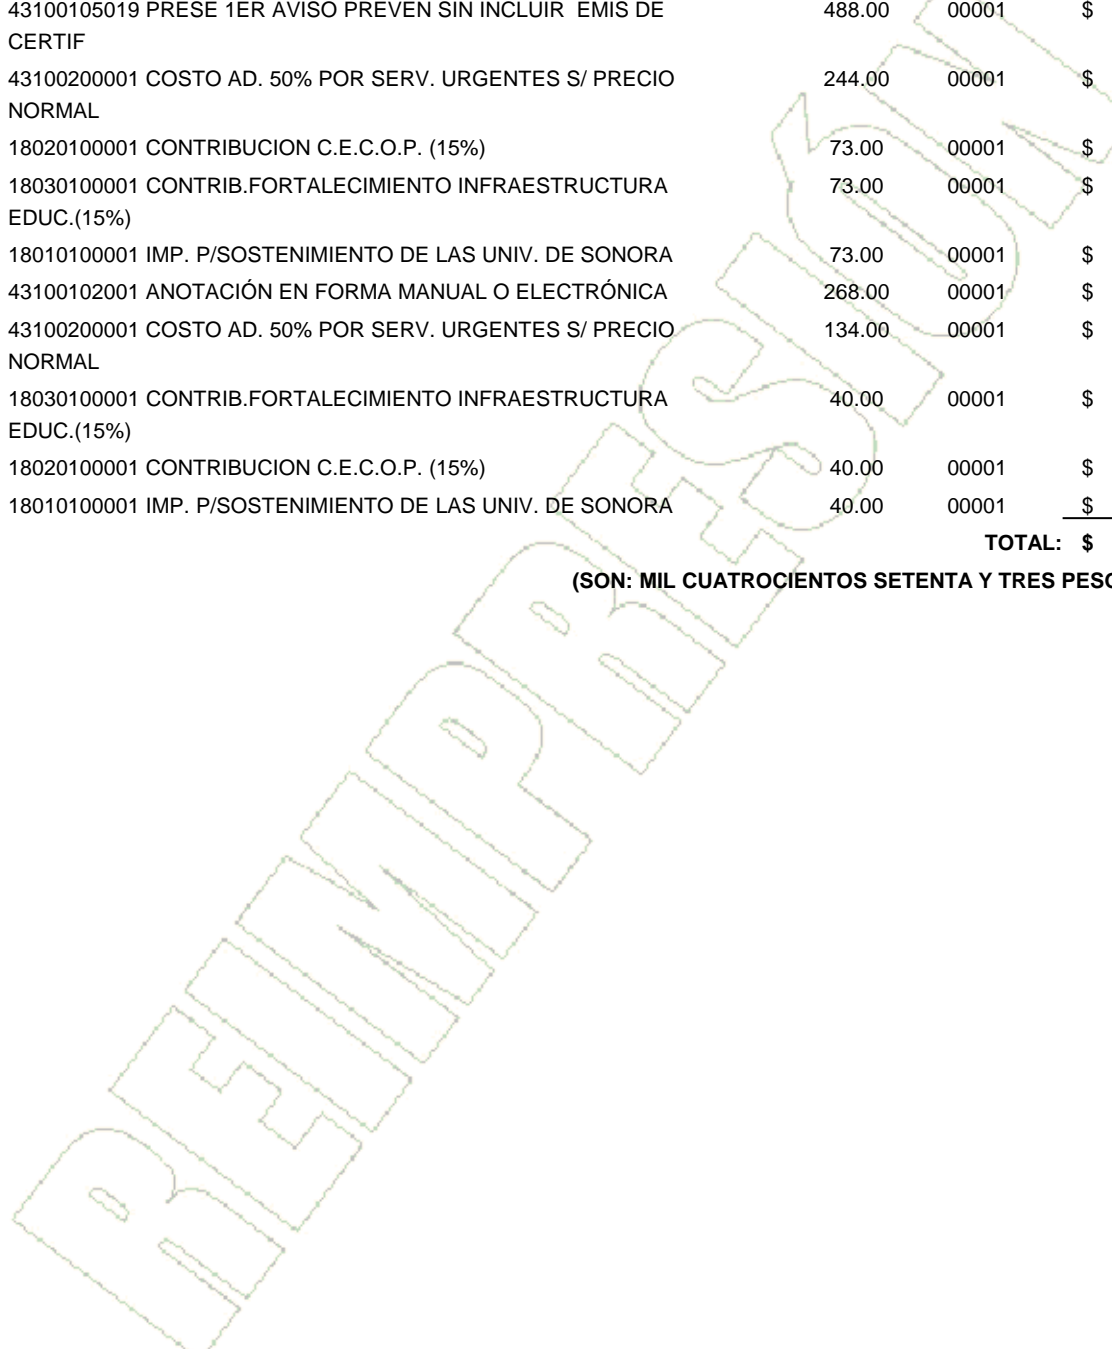 43100105019 PRESE 1ER AVISO PREVEN SIN INCLUIR EMIS DE 488.00 00001 $
CERTIF
43100200001 COSTO AD. 50% POR SERV. URGENTES S/ PRECIO 244.00 00001 $
NORMAL
18020100001 CONTRIBUCION C.E.C.O.P. (15%) 73.00 00001 $
18030100001 CONTRIB.FORTALECIMIENTO INFRAESTRUCTURA 73.00 00001 $
EDUC.(15%)
18010100001 IMP. P/SOSTENIMIENTO DE LAS UNIV. DE SONORA 73.00 00001 $
43100102001 ANOTACIÓN EN FORMA MANUAL O ELECTRÓNICA 268.00 00001 $
43100200001 COSTO AD. 50% POR SERV. URGENTES S/ PRECIO 134.00 00001 $
NORMAL
18030100001 CONTRIB.FORTALECIMIENTO INFRAESTRUCTURA 40.00 00001 $
EDUC.(15%)
18020100001 CONTRIBUCION C.E.C.O.P. (15%) 40.00 00001 $
18010100001 IMP. P/SOSTENIMIENTO DE LAS UNIV. DE SONORA 40.00 00001 $
TOTAL: $
(SON: MIL CUATROCIENTOS SETENTA Y TRES PESO
REIMPRESIÓN